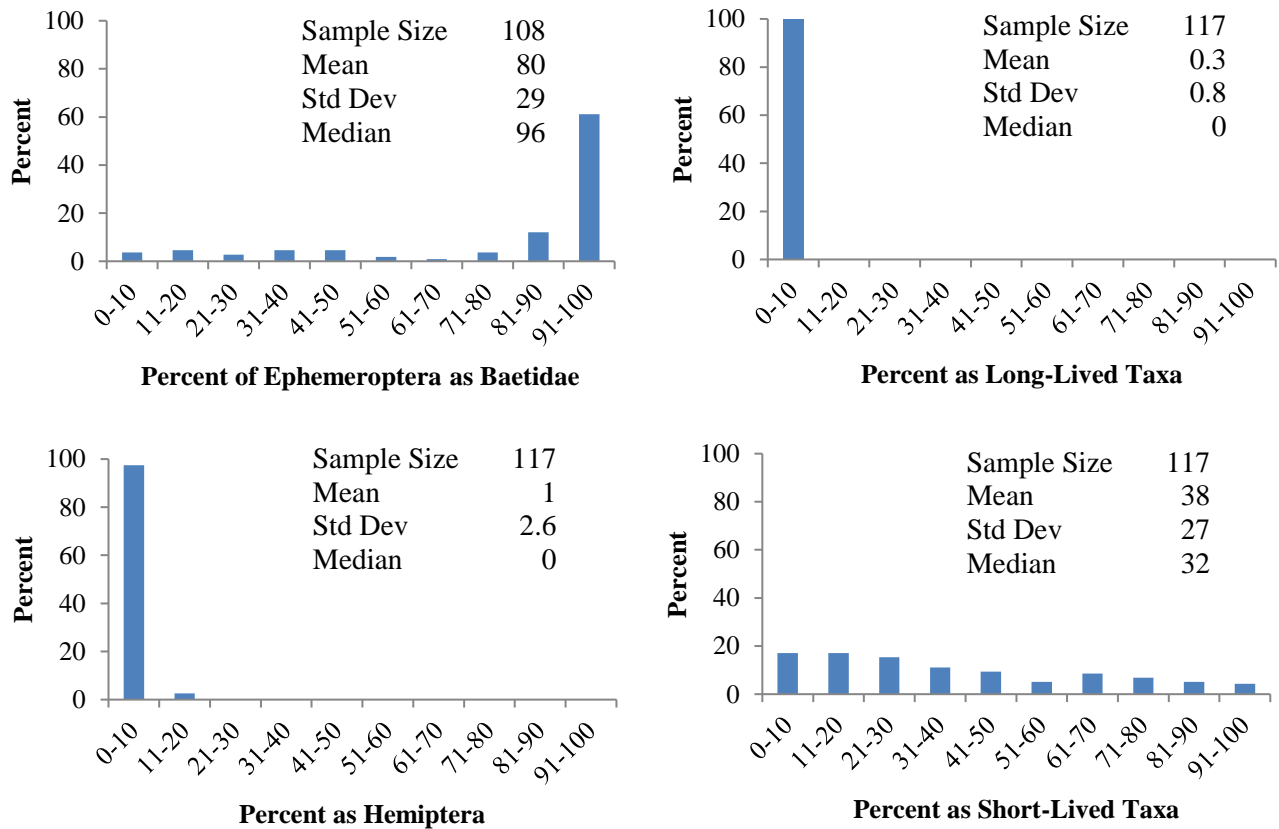 100
80
60
40
20
0
Percent
Sample Size 108
Mean 80
Std Dev 29
Median 96
0-10 11-20 21-30 31-40 41-50 51-60 61-70 71-80 81-90 91-100
Percent of Ephemeroptera as Baetidae
100
80
60
40
20
0
Percent
Sample Size 117
Mean 0.3
Std Dev 0.8
Median 0
0-10 11-20 21-30 31-40 41-50 51-60 61-70 71-80 81-90 91-100
Percent as Long-Lived Taxa
100
80
60
40
20
0
Percent
Sample Size 117
Mean 1
Std Dev 2.6
Median 0
0-10 11-20 21-30 31-40 41-50 51-60 61-70 71-80 81-90 91-100
Percent as Hemiptera
100
80
60
40
20
0
Percent
Sample Size 117
Mean 38
Std Dev 27
Median 32
0-10 11-20 21-30 31-40 41-50 51-60 61-70 71-80 81-90 91-100
Percent as Short-Lived Taxa